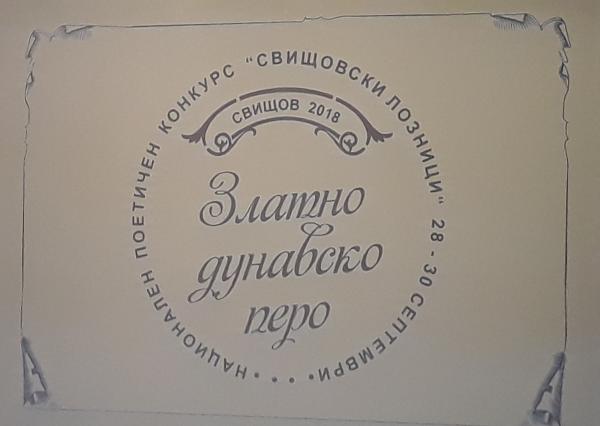 НАЦИОНАЛЕН ПОЕТИЧЕН КОНКУРС "СВИЩОВСКИ ЛОЗНИЦИ" 28 - 30 СЕПТЕМВРИ
СВИЩОВ 2018
Златно
дунавско
перо